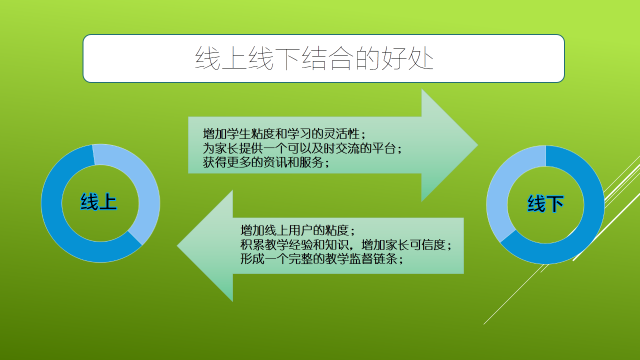 线上线下结合的好处
增加学生粘度和学习的灵活性；
为家长提供一个可以及时交流的平台；
获得更多的资讯和服务；
线上
线下
增加线上用户的粘度；
积累教学经验和知识，增加家长可信度；
形成一个完整的教学监督链条；